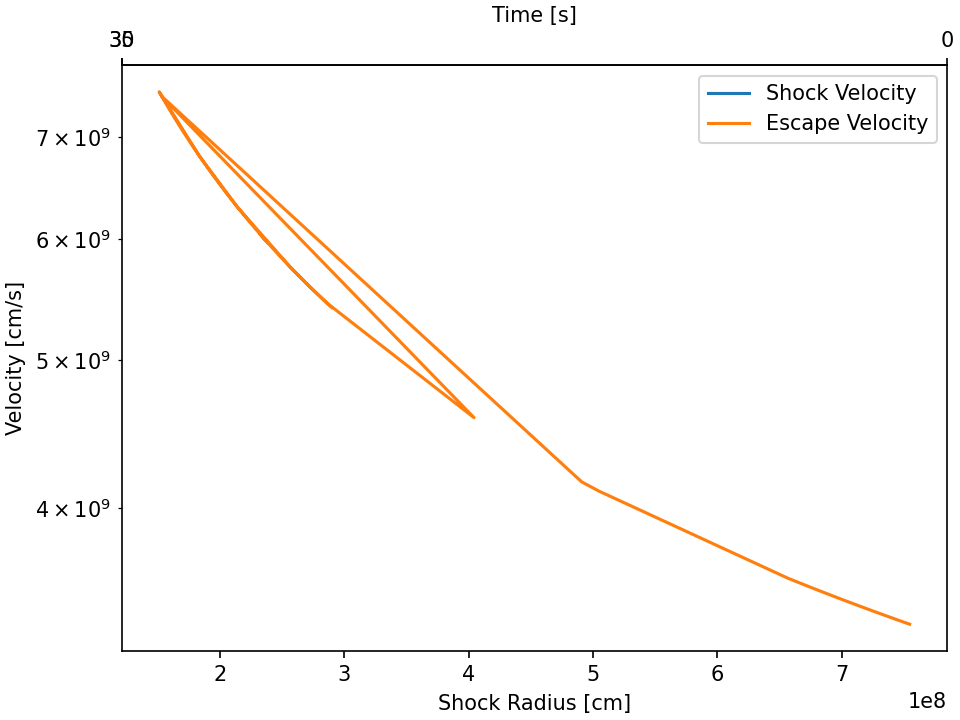 Time [s]
35 0
30
Shock Velocity
Escape Velocity
7 × 10⁹
6 × 10⁹
5 × 10⁹
4 × 10⁹
Velocity [cm/s]
2 3 4 5 6 7
Shock Radius [cm]
1e8